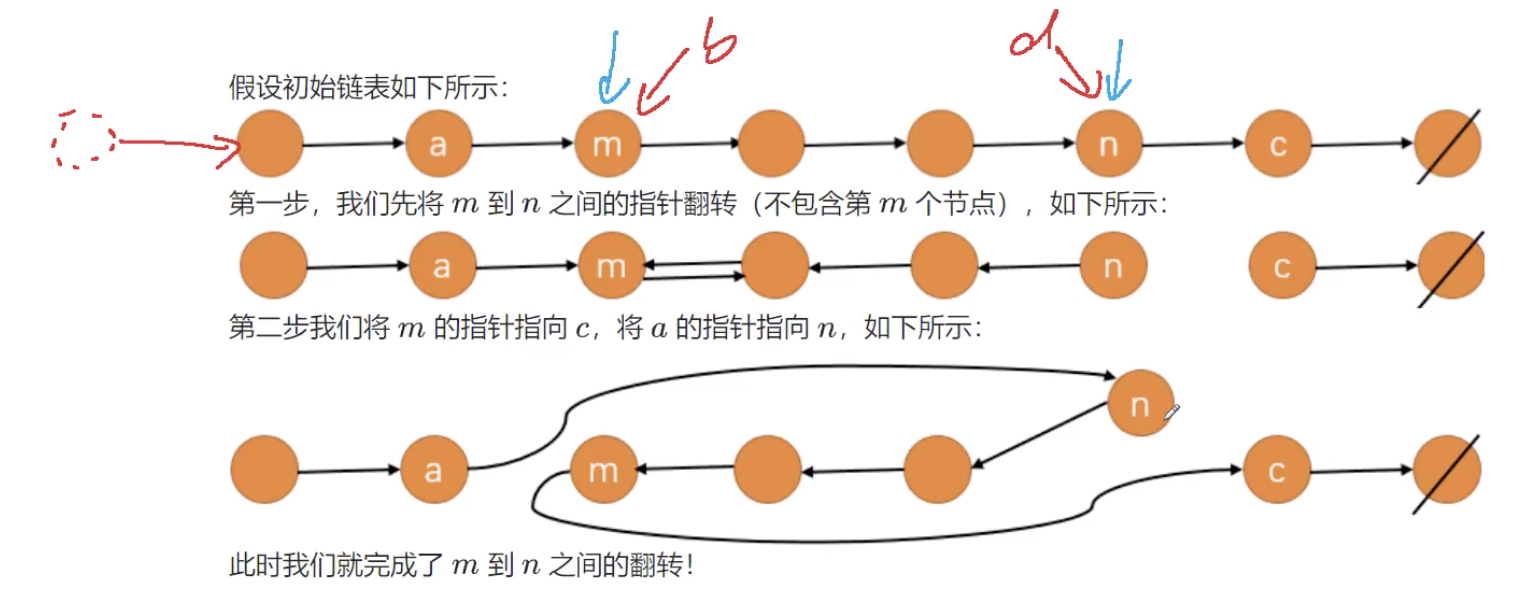 b d
假设初始链表如下所示：
a m n c
第一步，我们先将 m 到 n 之间的指针翻转（不包含第 m 个节点），如下所示：
a m n c
第二步我们将 m 的指针指向 c，将 a 的指针指向 n，如下所示：
n
a m c
此时我们就完成了 m 到 n 之间的翻转！